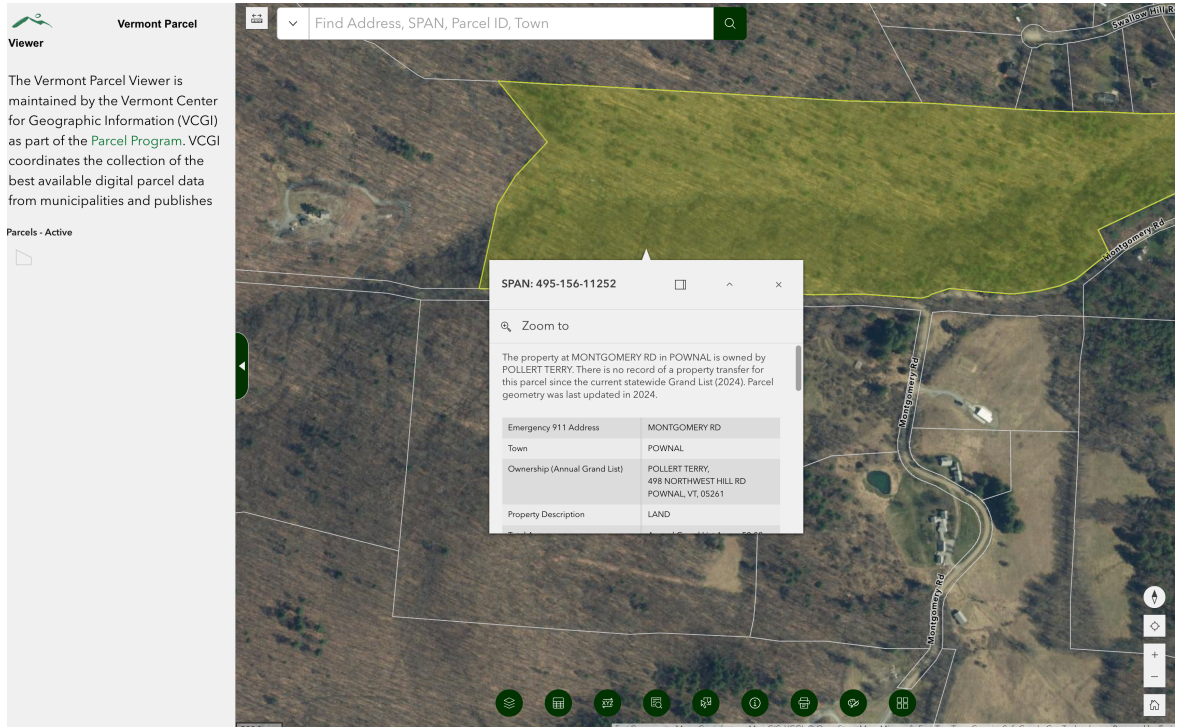 Vermont Parcel
Viewer
Find Address, SPAN, Parcel ID, Town
The Vermont Parcel Viewer is
maintained by the Vermont Center
for Geographic Information (VCGI)
as part of the Parcel Program. VCGI
coordinates the collection of the
best available digital parcel data
from municipalities and publishes
Parcels - Active
Swallow Hill R
Montgomery Rd
SPAN: 495-156-11252
Zoom to
The property at MONTGOMERY RD in POWNAL is owned by
POLLERT TERRY. There is no record of a property transfer for
this parcel since the current statewide Grand List (2024). Parcel
geometry was last updated in 2024.
Emergency 911 Address MONTGOMERY RD
Town POWNAL
Ownership (Annual Grand List) POLLERT TERRY,
498 NORTHWEST HILL RD
POWNAL, VT, 05261
Property Description LAND
Montgomery Rd
Montgomery Rd